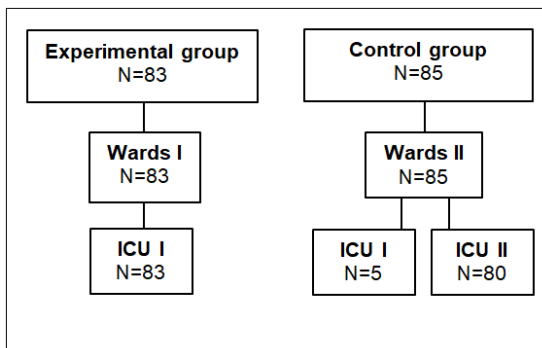 Experimental group
N=83
Control group
N=85
Wards I
N=83
Wards II
N=85
ICU I
N=83
ICU I
N=5
ICU II
N=80